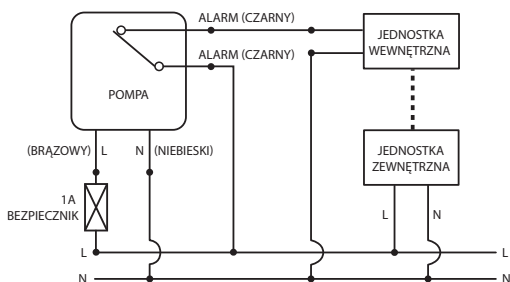 ALARM (CZARNY)
ALARM (CZARNY)
POMPA
JEDNOSTKA
WEWNĘTRZNA
(BRĄZOWY) L
N (NIEBIESKI)
JEDNOSTKA
ZEWNĘTRZNA
1A
BEZPIECZNIK
L
N
L
L
N
N